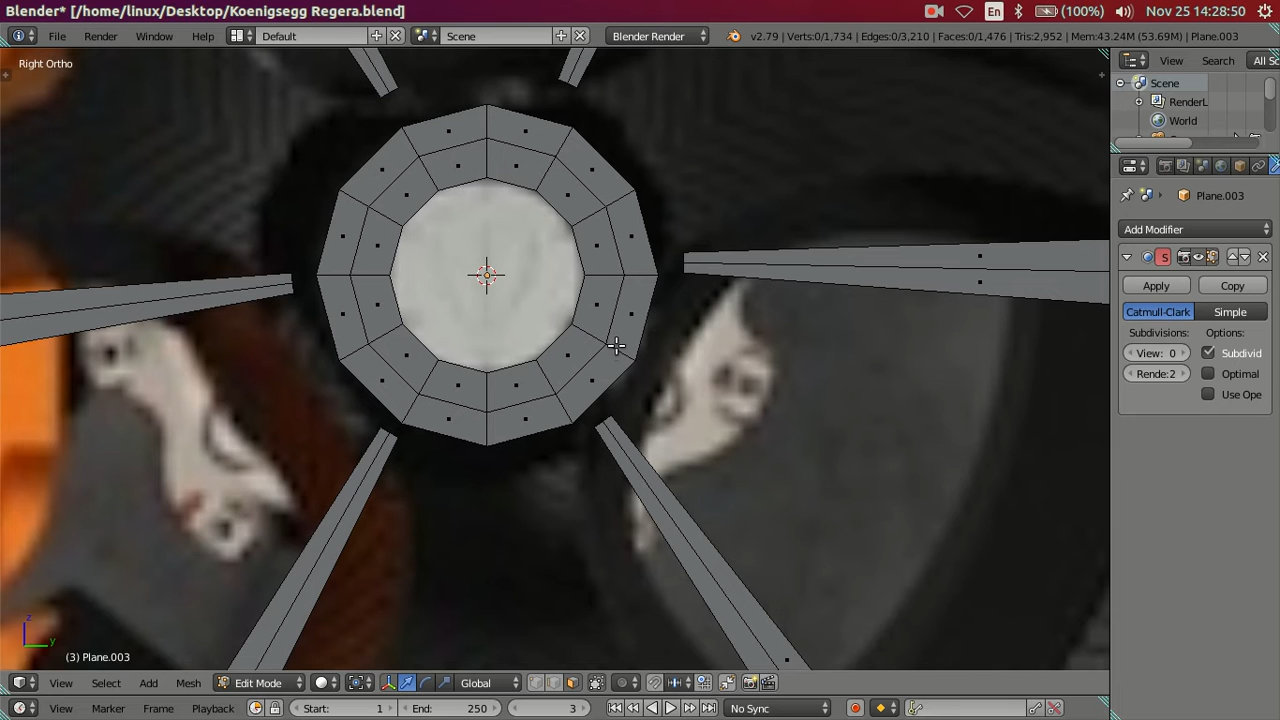 Blender* [/home/linux/Desktop/Koenigsegg Regera.blend]
En
(100%)
Nov 25 14:28:50
File
Render
Window
Help
Default
Scene
Blender Render
v2.79 | Verts:0/1,734 | Edges:0/3,210 | Faces:0/1,476 | Tris:2,952 | Mem:43.24M (53.69M) | Plane.003
Right Ortho
View
Search
All Sc
Scene
RenderL
World
Plane.003
Add Modifier
S
Apply
Copy
Catmull-Clark
Simple
Subdivisions:
Options:
View: 0
Subdivid
Rende:2
Optimal
Use Ope
z
y
(3) Plane.003
View
Select
Add
Mesh
Edit Mode
Global
View
Marker
Frame
Playback
Start: 1
End: 250
3
No Sync